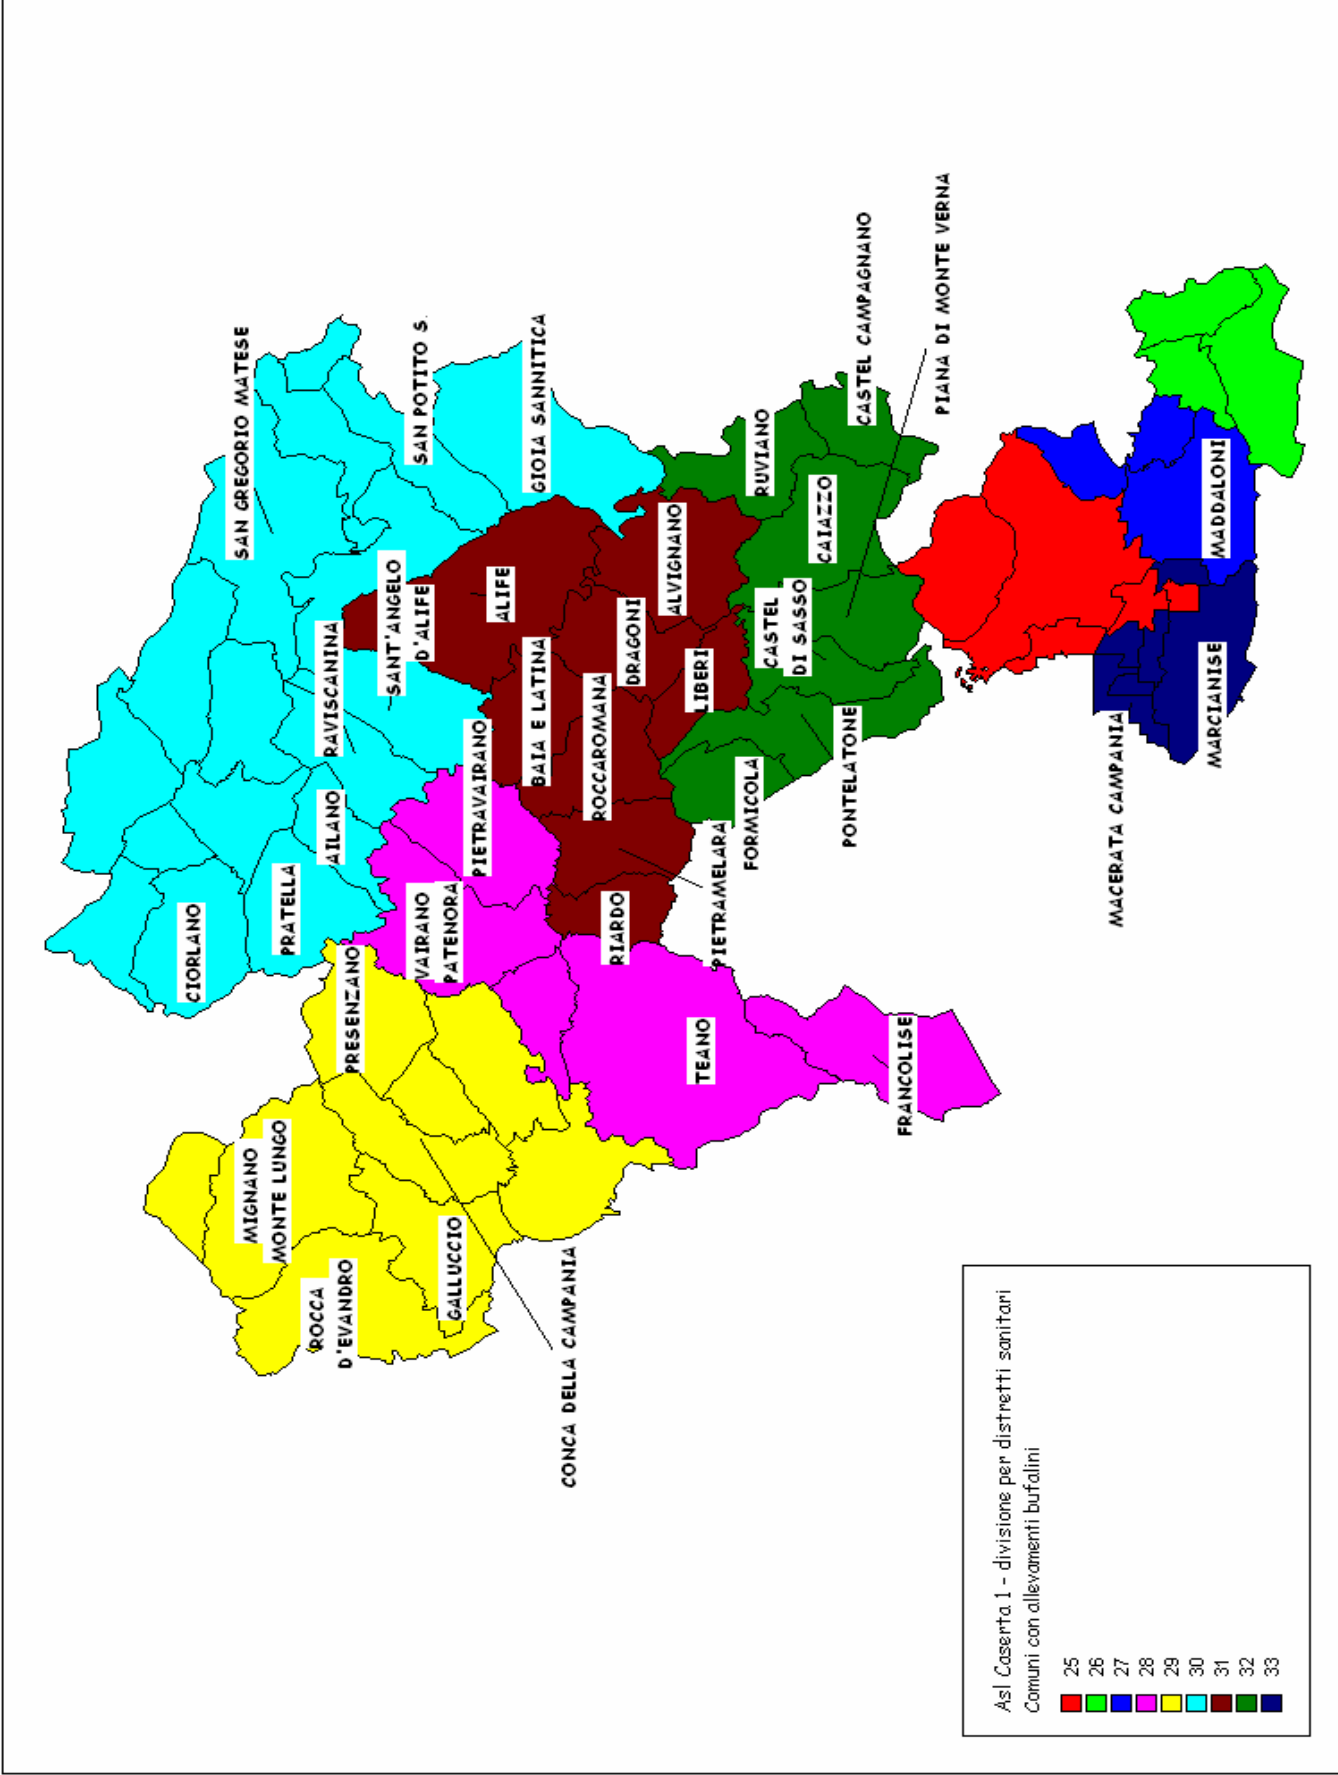 CIORLANO
SAN GREGORIO MATESE
MIGNANO
MONTE LUNGO
PRATELLA
ROCCA
D'EVANDRO
AILANO
RAVISCANINA
PRESENZANO
SANT'ANGELO
D'ALIFE
SAN POTITO S.
VAIRANO
PATENORA
GALLUCCIO
PIETRAVAIRANO
ALIFE
BAIA E LATINA
GIOIA SANNITICA
CONCA DELLA CAMPANIA
ROCCAROMANA
RIARDO
DRAGONI
ALVIGNANO
LIBERI
TEANO
PIETRAMELARA
FORMICOLA
RUVIANO
CASTEL
DI SASSO
CAIAZZO
PONTELATONE
CASTEL CAMPAGNANO
FRANCOLISE
PIANA DI MONTE VERNA
MACERATA CAMPANIA
MARCIANISE
MADDALONI
Asl Caserta 1 - divisione per distretti sanitari
Comuni con allevamenti bufalini
25
26
27
28
29
30
31
32
33